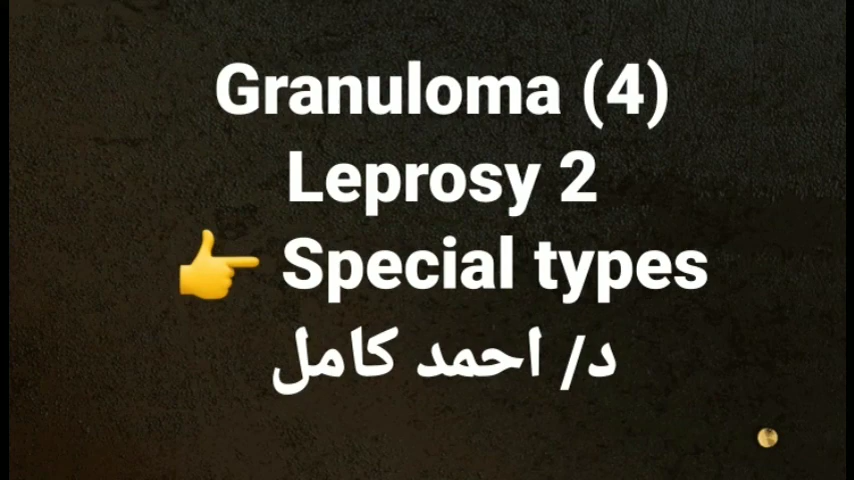 Granuloma (4)
Leprosy 2
👉 Special types
د/ احمد كامل